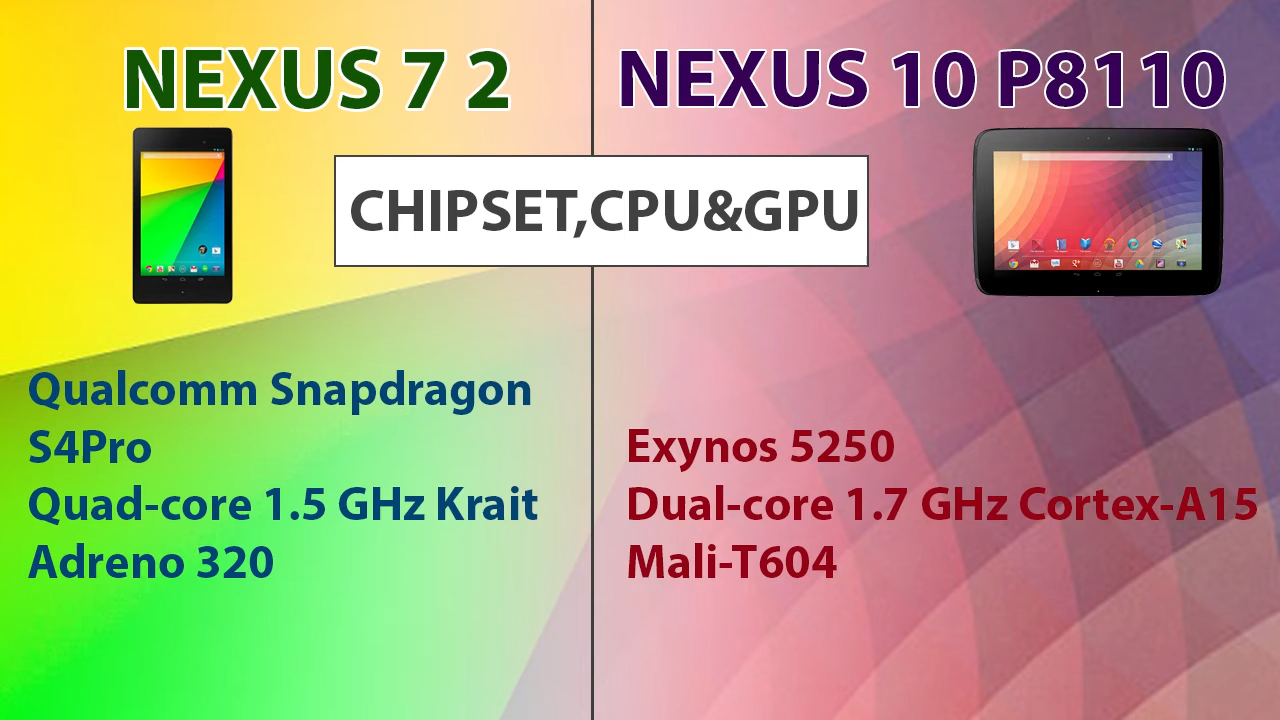 NEXUS 7 2
NEXUS 10 P8110
CHIPSET,CPU&GPU
Qualcomm Snapdragon
S4Pro
Quad-core 1.5 GHz Krait
Adreno 320
Exynos 5250
Dual-core 1.7 GHz Cortex-A15
Mali-T604